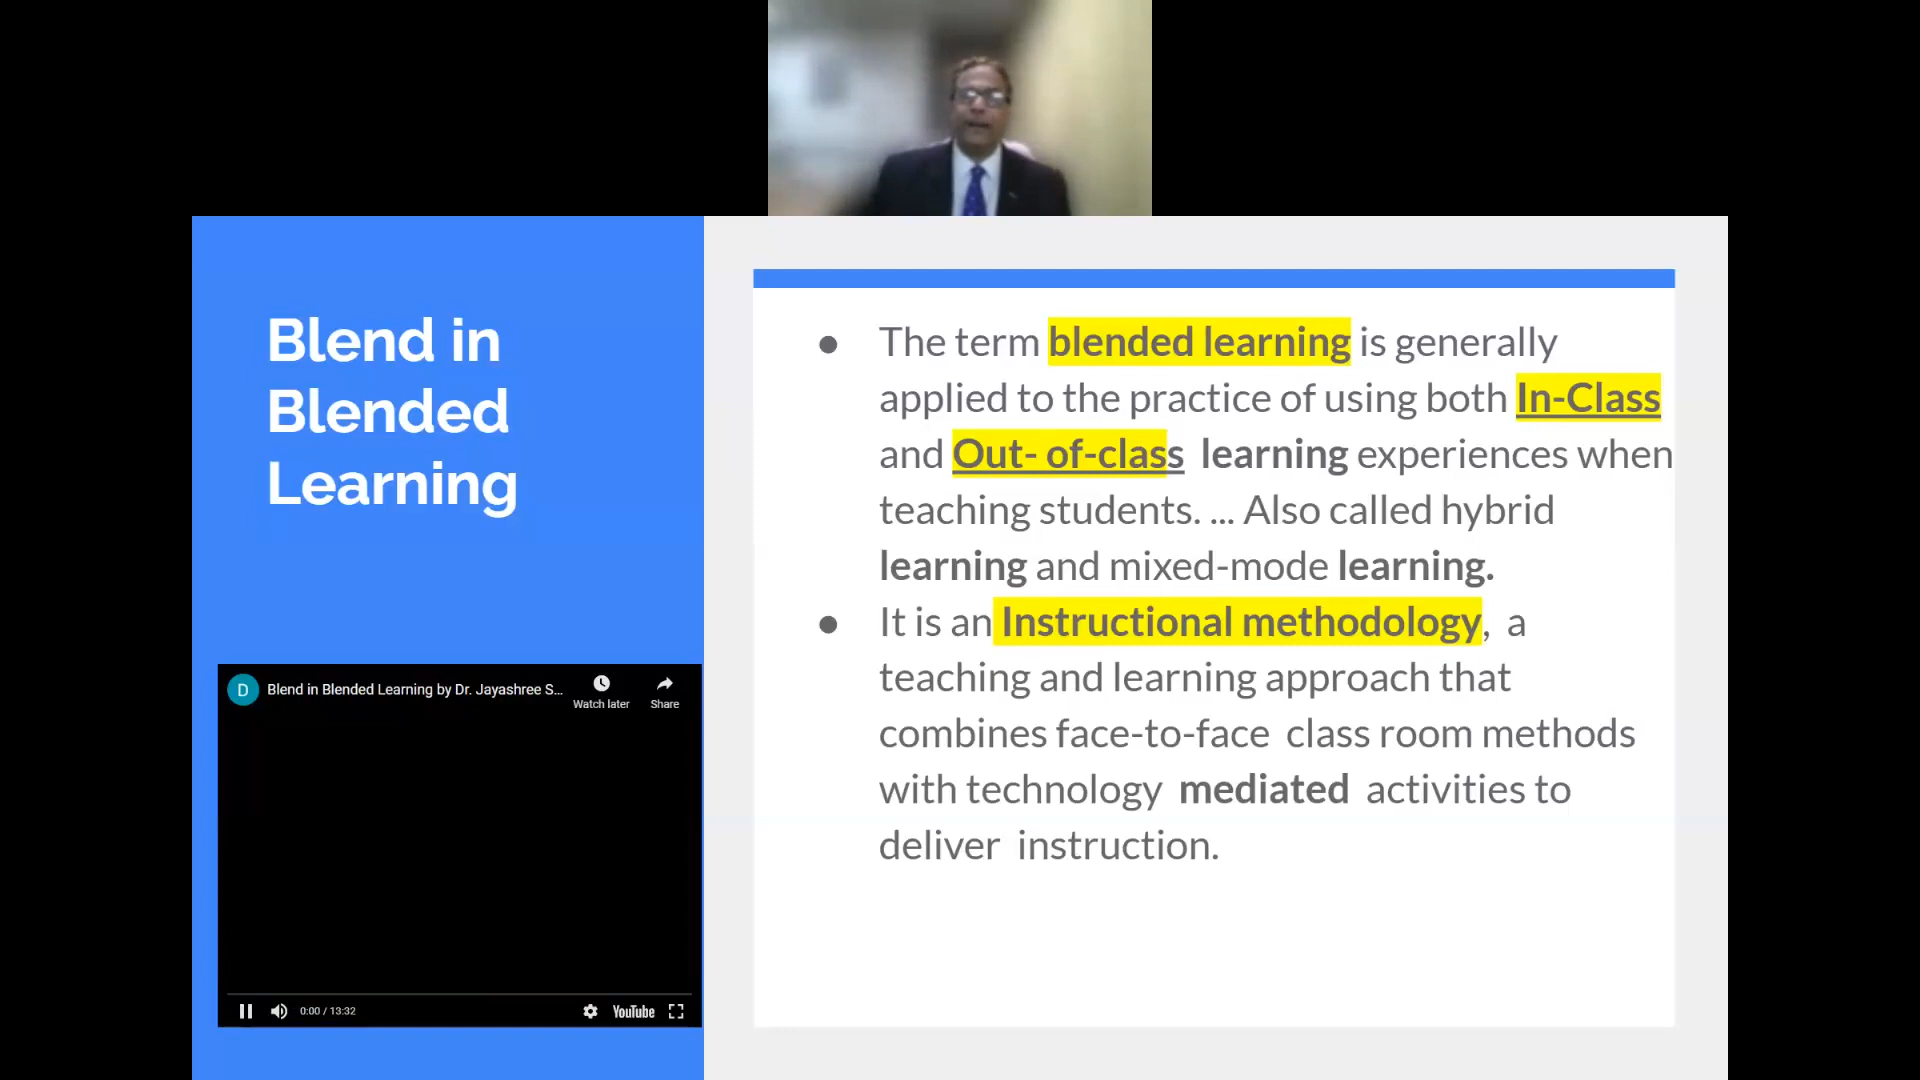 Blend in
Blended
Learning
D Blend in Blended Learning by Dr. Jayashree S...
Watch later
Share
0:00 / 13:32
YouTube
● The term blended learning is generally
applied to the practice of using both In-Class
and Out- of-class learning experiences when
teaching students. ... Also called hybrid
learning and mixed-mode learning.
● It is an Instructional methodology, a
teaching and learning approach that
combines face-to-face class room methods
with technology mediated activities to
deliver instruction.